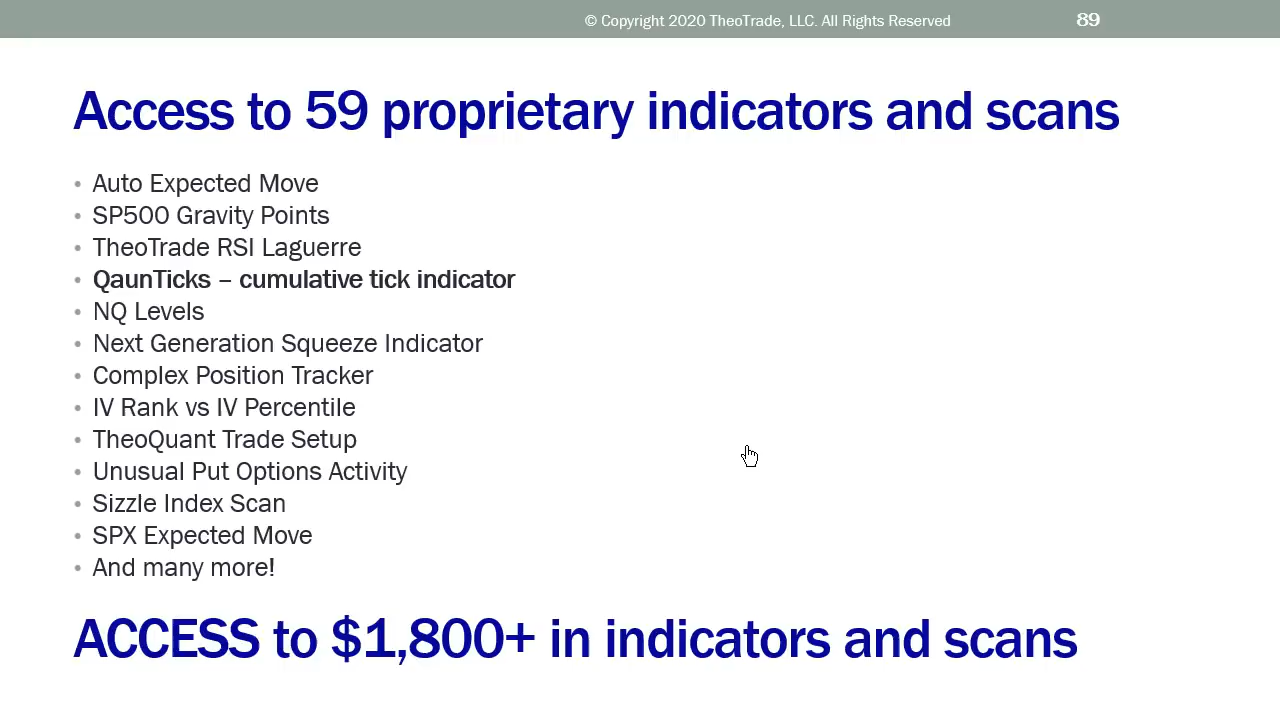 © Copyright 2020 TheoTrade, LLC. All Rights Reserved 89
Access to 59 proprietary indicators and scans
• Auto Expected Move
• SP500 Gravity Points
• TheoTrade RSI Laguerre
• QaunTicks – cumulative tick indicator
• NQ Levels
• Next Generation Squeeze Indicator
• Complex Position Tracker
• IV Rank vs IV Percentile
• TheoQuant Trade Setup
• Unusual Put Options Activity
• Sizzle Index Scan
• SPX Expected Move
• And many more!
ACCESS to $1,800+ in indicators and scans